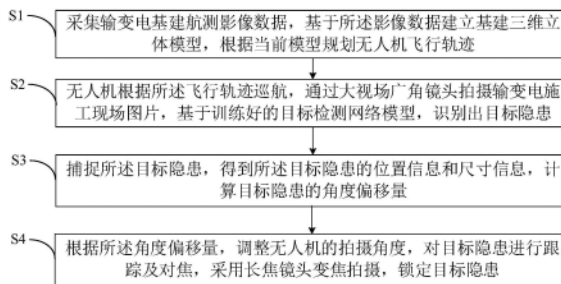 S1
采集输变电基建航测影像数据，基于所述影像数据建立基建三维立
体模型，根据当前模型规划无人机飞行轨迹
S2
无人机根据所述飞行轨迹巡航，通过大视场广角镜头拍摄输变电施
工现场图片，基于训练好的目标检测网络模型，识别出目标隐患
S3
捕捉所述目标隐患，得到所述目标隐患的位置信息和尺寸信息，计
算目标隐患的角度偏移量
S4
根据所述角度偏移量，调整无人机的拍摄角度，对目标隐患进行跟
踪及对焦，采用长焦镜头变焦拍摄，锁定目标隐患